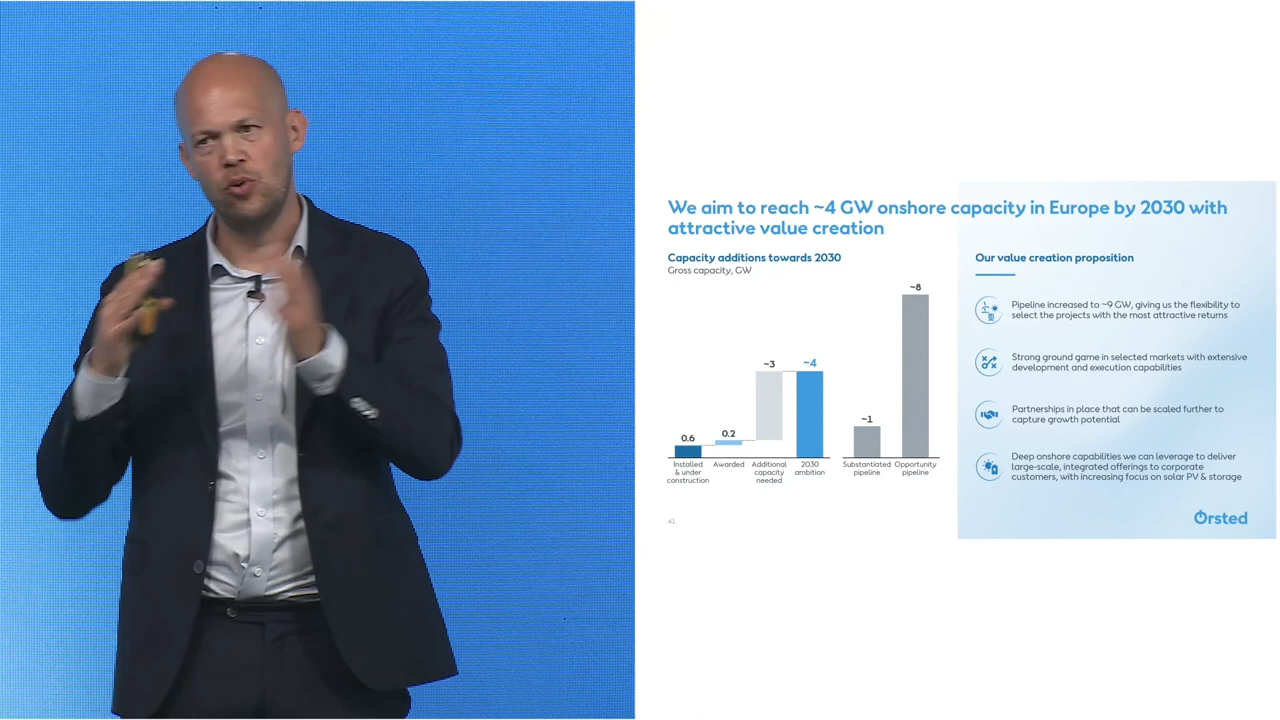 We aim to reach ~4 GW onshore capacity in Europe by 2030 with
attractive value creation
Capacity additions towards 2030
Gross capacity, GW
0.6
0.2
~3
~4
~1
~8
Installed
& under
construction
Awarded
Additional
capacity
needed
2030
ambition
Substantiated
pipeline
Opportunity
pipeline
Our value creation proposition
Pipeline increased to ~9 GW, giving us the flexibility to
select the projects with the most attractive returns
Strong ground game in selected markets with extensive
development and execution capabilities
Partnerships in place that can be scaled further to
capture growth potential
Deep onshore capabilities we can leverage to deliver
large-scale, integrated offerings to corporate
customers, with increasing focus on solar PV & storage
41
Ørsted